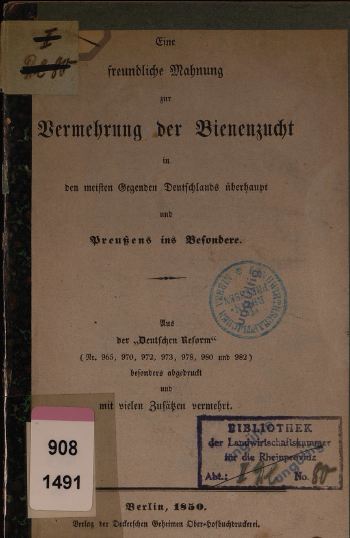 I
Eine
freundliche Mahnung
zur
Vermehrung der Bienenzucht
in
den meisten Gegenden Deutschlands überhaupt
und
Preußens ins Besondere.
Aus
der „Deutschen Reform“
(Nr. 965, 970, 972, 973, 978, 980 und 982)
besonders abgedruckt
und
mit vielen Zusätzen vermehrt.
908
1491
BIBLIOTHEK
der Landwirtschaftskammer
für die Rheinprovinz
Abt.: No. 80
Berlin, 1850.
Verlag der Deckerschen Geheimen Ober-Hofbuchdruckerei.